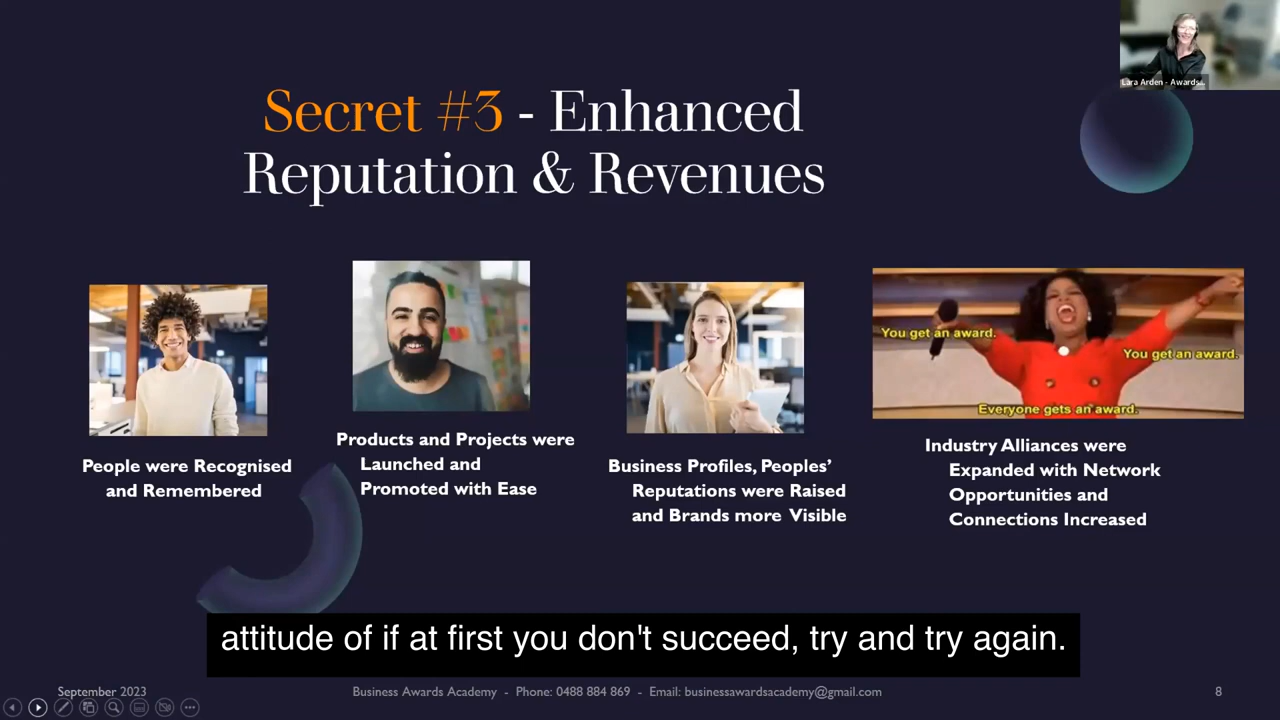 Lara Arden - Awards...
Secret #3 - Enhanced
Reputation & Revenues
You get an award.
You get an award.
Everyone gets an award.
People were Recognised
and Remembered
Products and Projects were
Launched and
Promoted with Ease
Business Profiles, Peoples’
Reputations were Raised
and Brands more Visible
Industry Alliances were
Expanded with Network
Opportunities and
Connections Increased
attitude of if at first you don't succeed, try and try again.
September 2023
Business Awards Academy - Phone: 0488 884 869 - Email: businessawardsacademy@gmail.com
8